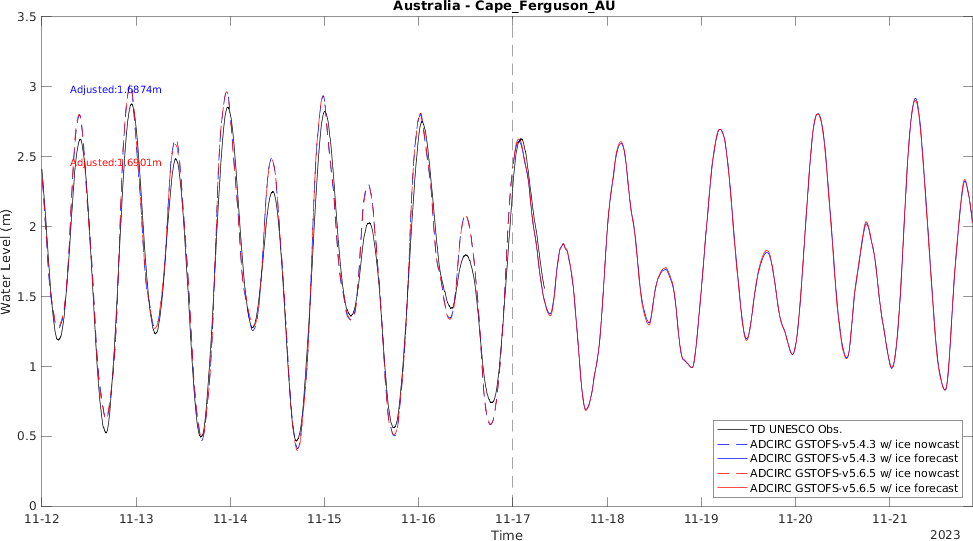 Australia - Cape_Ferguson_AU
3.5
3
2.5
2
1.5
1
0.5
0
Water Level (m)
Adjusted:1.6874m
Adjusted:1.6901m
TD UNESCO Obs.
ADCIRC GSTOFS-v5.4.3 w/ ice nowcast
ADCIRC GSTOFS-v5.4.3 w/ ice forecast
ADCIRC GSTOFS-v5.6.5 w/ ice nowcast
ADCIRC GSTOFS-v5.6.5 w/ ice forecast
11-12 11-13 11-14 11-15 11-16 11-17 11-18 11-19 11-20 11-21
Time
2023